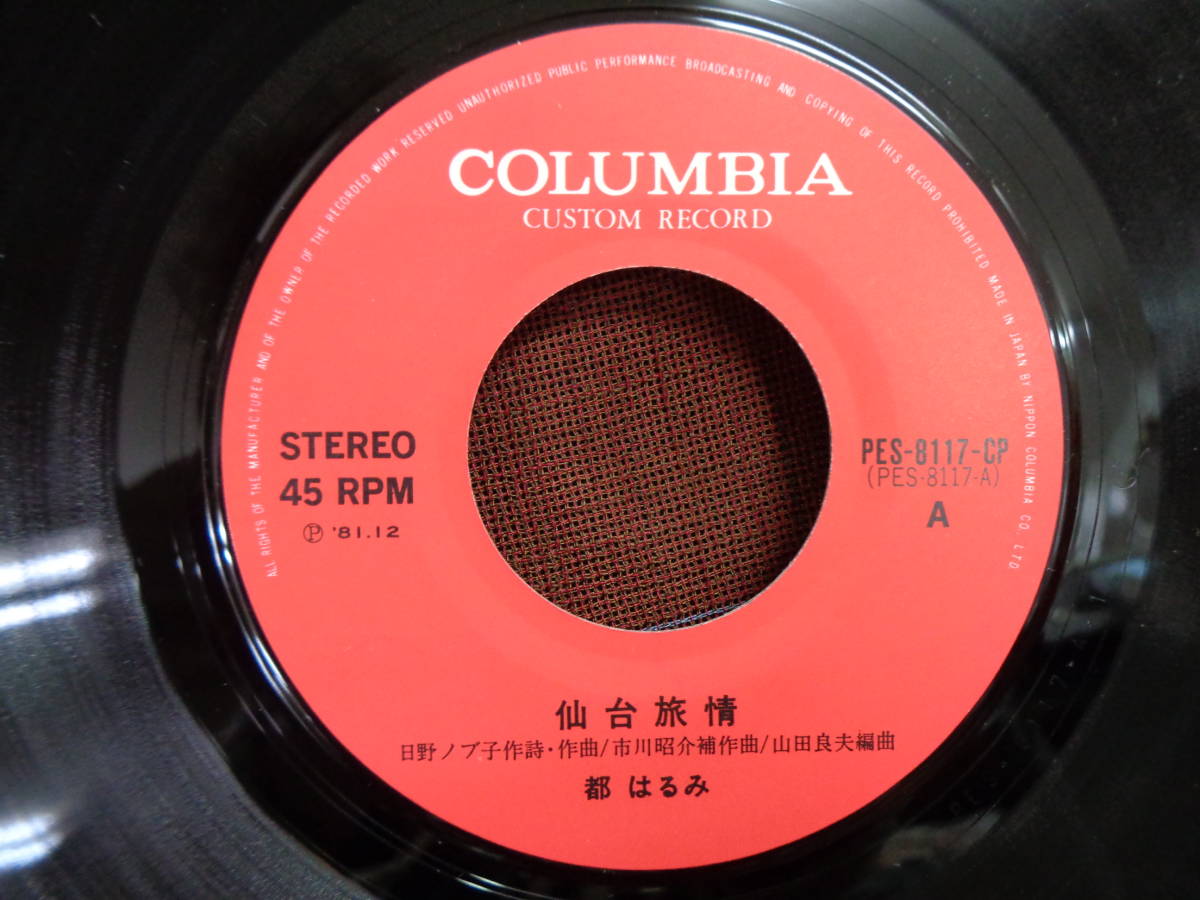 ALL RIGHTS OF THE MANUFACTURER AND OF THE OWNER OF THE RECORDED WORK RESERVED UNAUTHORIZED PUBLIC PERFORMANCE BROADCASTING AND COPYING OF THIS RECORD PROHIBITED MADE IN JAPAN BY NIPPON COLUMBIA CO., LTD.
COLUMBIA
CUSTOM RECORD
STEREO
45 RPM
Ⓟ '81.12
PES-8117-CP
(PES-8117-A)
A
仙台旅情
日野ノブ子作詩・作曲/市川昭介補作曲/山田良夫編曲
都 はるみ